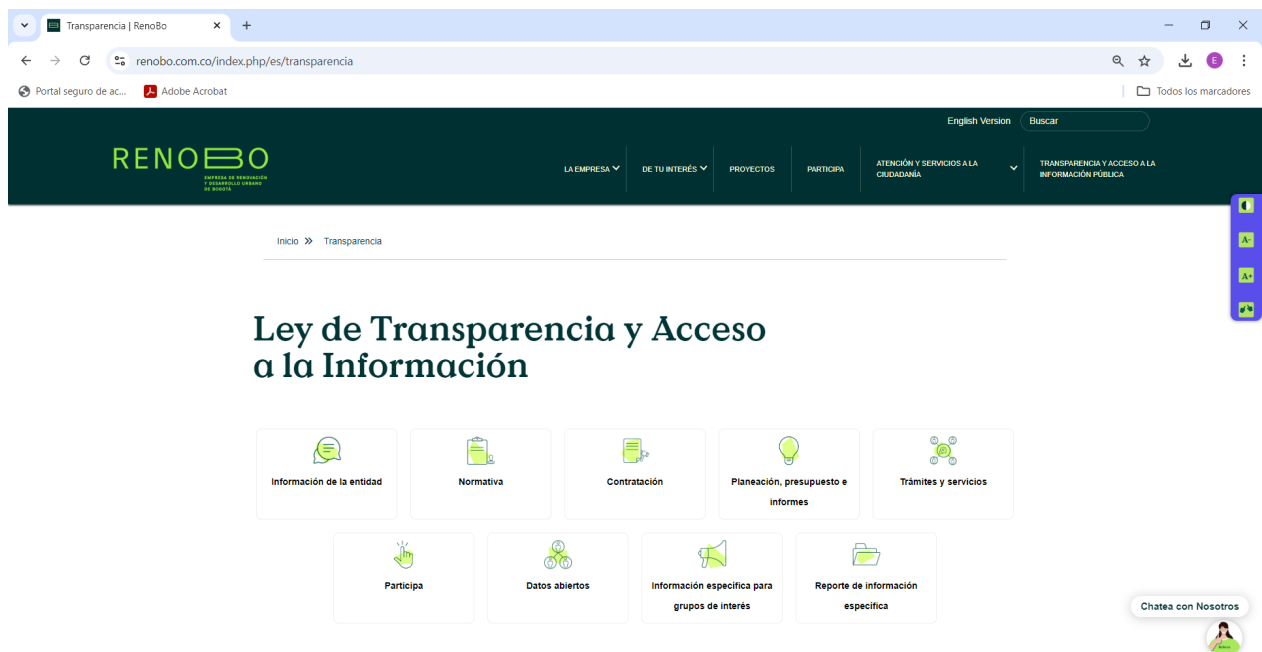 Transparencia | RenoBo
renobo.com.co/index.php/es/transparencia
E
Portal seguro de ac...
Adobe Acrobat
Todos los marcadores
English Version
Buscar
RENOBO
EMPRESA DE RENOVACIÓN
Y DESARROLLO URBANO
DE BOGOTÁ
LA EMPRESA
DE TU INTERÉS
PROYECTOS
PARTICIPA
ATENCIÓN Y SERVICIOS A LA
CIUDADANÍA
TRANSPARENCIA Y ACCESO A LA
INFORMACIÓN PÚBLICA
A-
A+
Inicio » Transparencia
Ley de Transparencia y Acceso
a la Información
Información de la entidad
Normativa
Contratación
Planeación, presupuesto e
informes
Trámites y servicios
Participa
Datos abiertos
Información específica para
grupos de interés
Reporte de información
especifica
Chatea con Nosotros